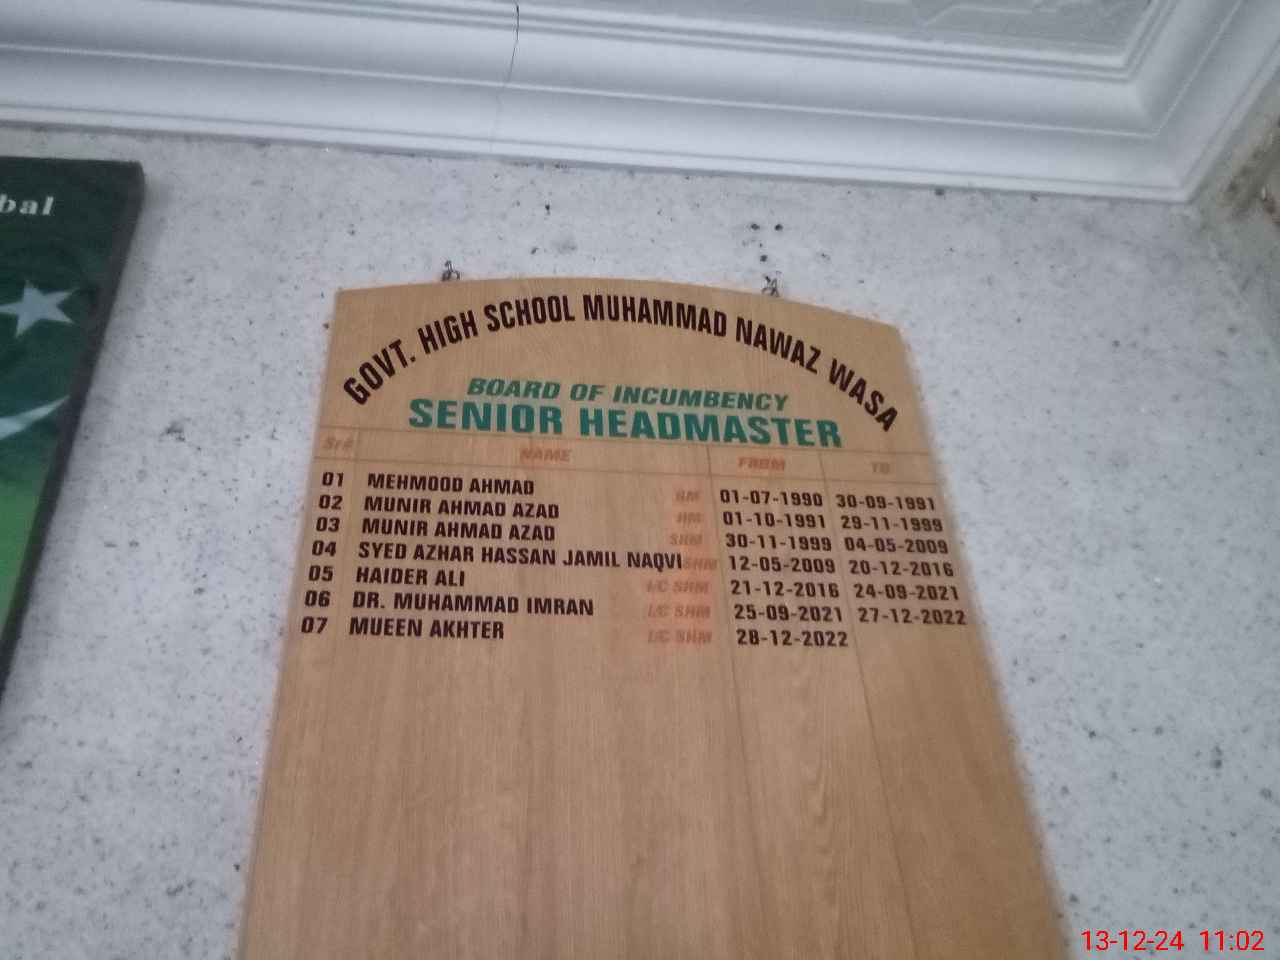 bal
GOVT. HIGH SCHOOL MUHAMMAD NAWAZ WASA
BOARD OF INCUMBENCY
SENIOR HEADMASTER
Sr# NAME FROM TO
01 MEHMOOD AHMAD HM 01-07-1990 30-09-1991
02 MUNIR AHMAD AZAD HM 01-10-1991 29-11-1999
03 MUNIR AHMAD AZAD SHM 30-11-1999 04-05-2009
04 SYED AZHAR HASSAN JAMIL NAQVI SHM 12-05-2009 20-12-2016
05 HAIDER ALI I/C SHM 21-12-2016 24-09-2021
06 DR. MUHAMMAD IMRAN I/C SHM 25-09-2021 27-12-2022
07 MUEEN AKHTER I/C SHM 28-12-2022
13-12-24 11:02